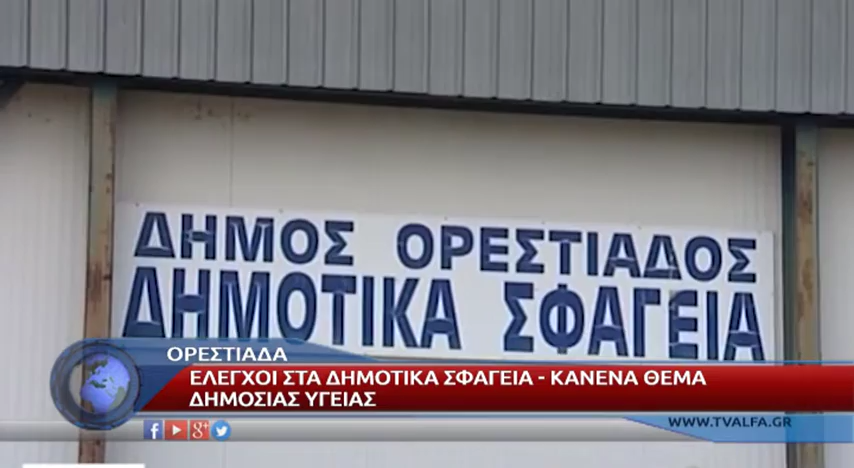 ΔΗΜΟΣ ΟΡΕΣΤΙΑΔΟΣ
ΔΗΜΟΤΙΚΑ ΣΦΑΓΕΙΑ
ΟΡΕΣΤΙΑΔΑ
ΕΛΕΓΧΟΙ ΣΤΑ ΔΗΜΟΤΙΚΑ ΣΦΑΓΕΙΑ - ΚΑΝΕΝΑ ΘΕΜΑ
ΔΗΜΟΣΙΑΣ ΥΓΕΙΑΣ
WWW.TVALFA.GR